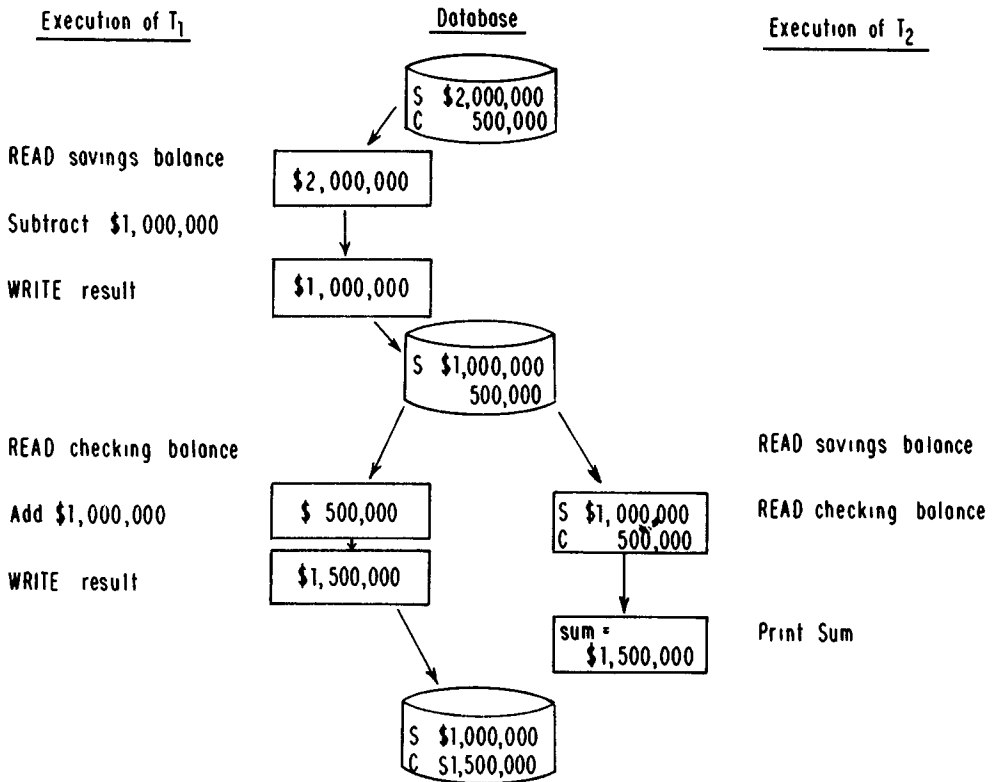 Execution of T1
Database
Execution of T2
S $2,000,000
C 500,000
READ savings balance
$2,000,000
Subtract $1,000,000
WRITE result
$1,000,000
S $1,000,000
500,000
READ checking balance
READ savings balance
Add $1,000,000
$ 500,000
S $1,000,000
READ checking balance
C 500,000
WRITE result
$1,500,000
sum =
Print Sum
$1,500,000
S $1,000,000
C $1,500,000